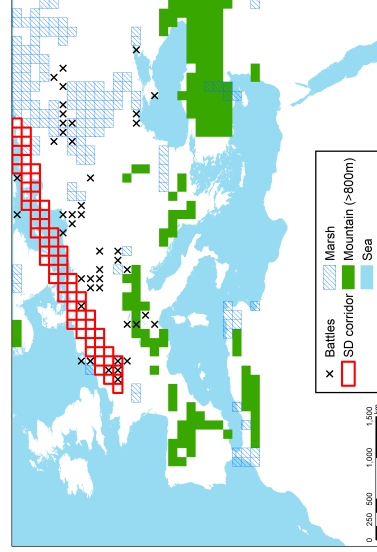 Battles
SD corridor
Marsh
Mountain (>800m)
Sea
0 250 500 1,000 1,500